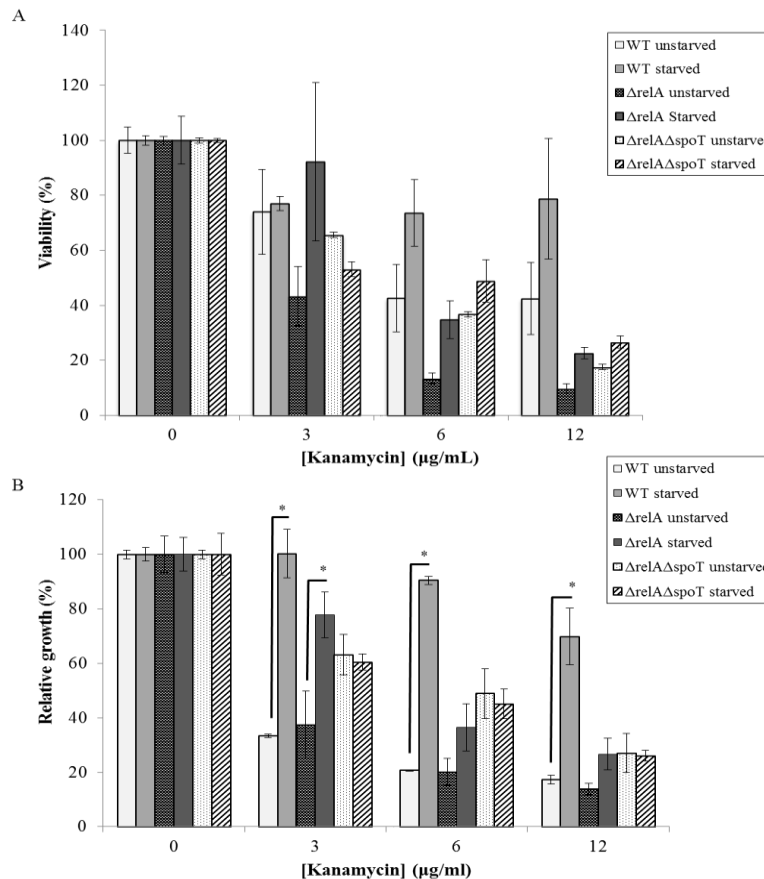 A
140
120
100
80
60
40
20
0
Viability (%)
0 3 6 12
[Kanamycin] (µg/mL)
WT unstarved
WT starved
ΔrelA unstarved
ΔrelA Starved
ΔrelAΔspoT unstarve
ΔrelAΔspoT starved
B
120
100
80
60
40
20
0
Relative growth (%)
* * * *
0 3 6 12
[Kanamycin] (µg/ml)
WT unstarved
WT starved
ΔrelA unstarved
ΔrelA starved
ΔrelAΔspoT unstarved
ΔrelAΔspoT starved